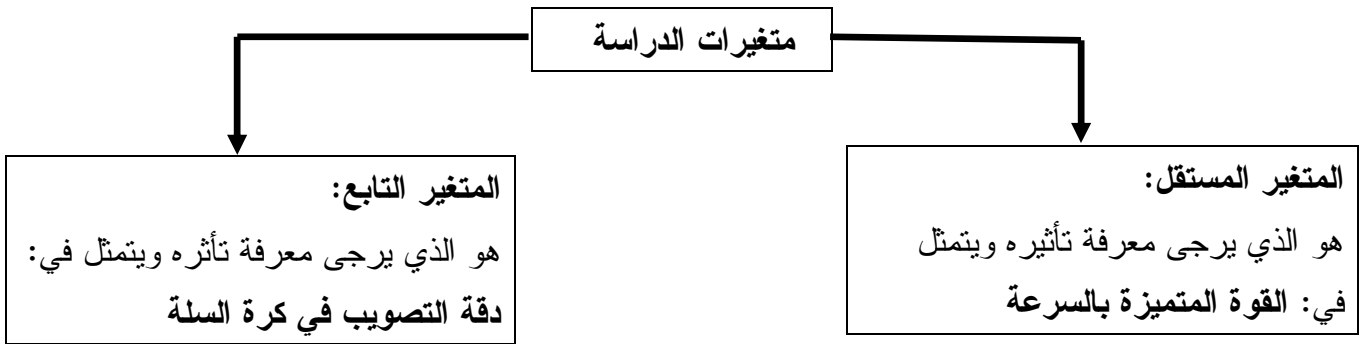 متغيرات الدراسة
المتغير المستقل:
هو الذي يرجى معرفة تأثيره ويتمثل
في: القوة المتميزة بالسرعة
المتغير التابع:
هو الذي يرجى معرفة تأثره ويتمثل في:
دقة التصويب في كرة السلة